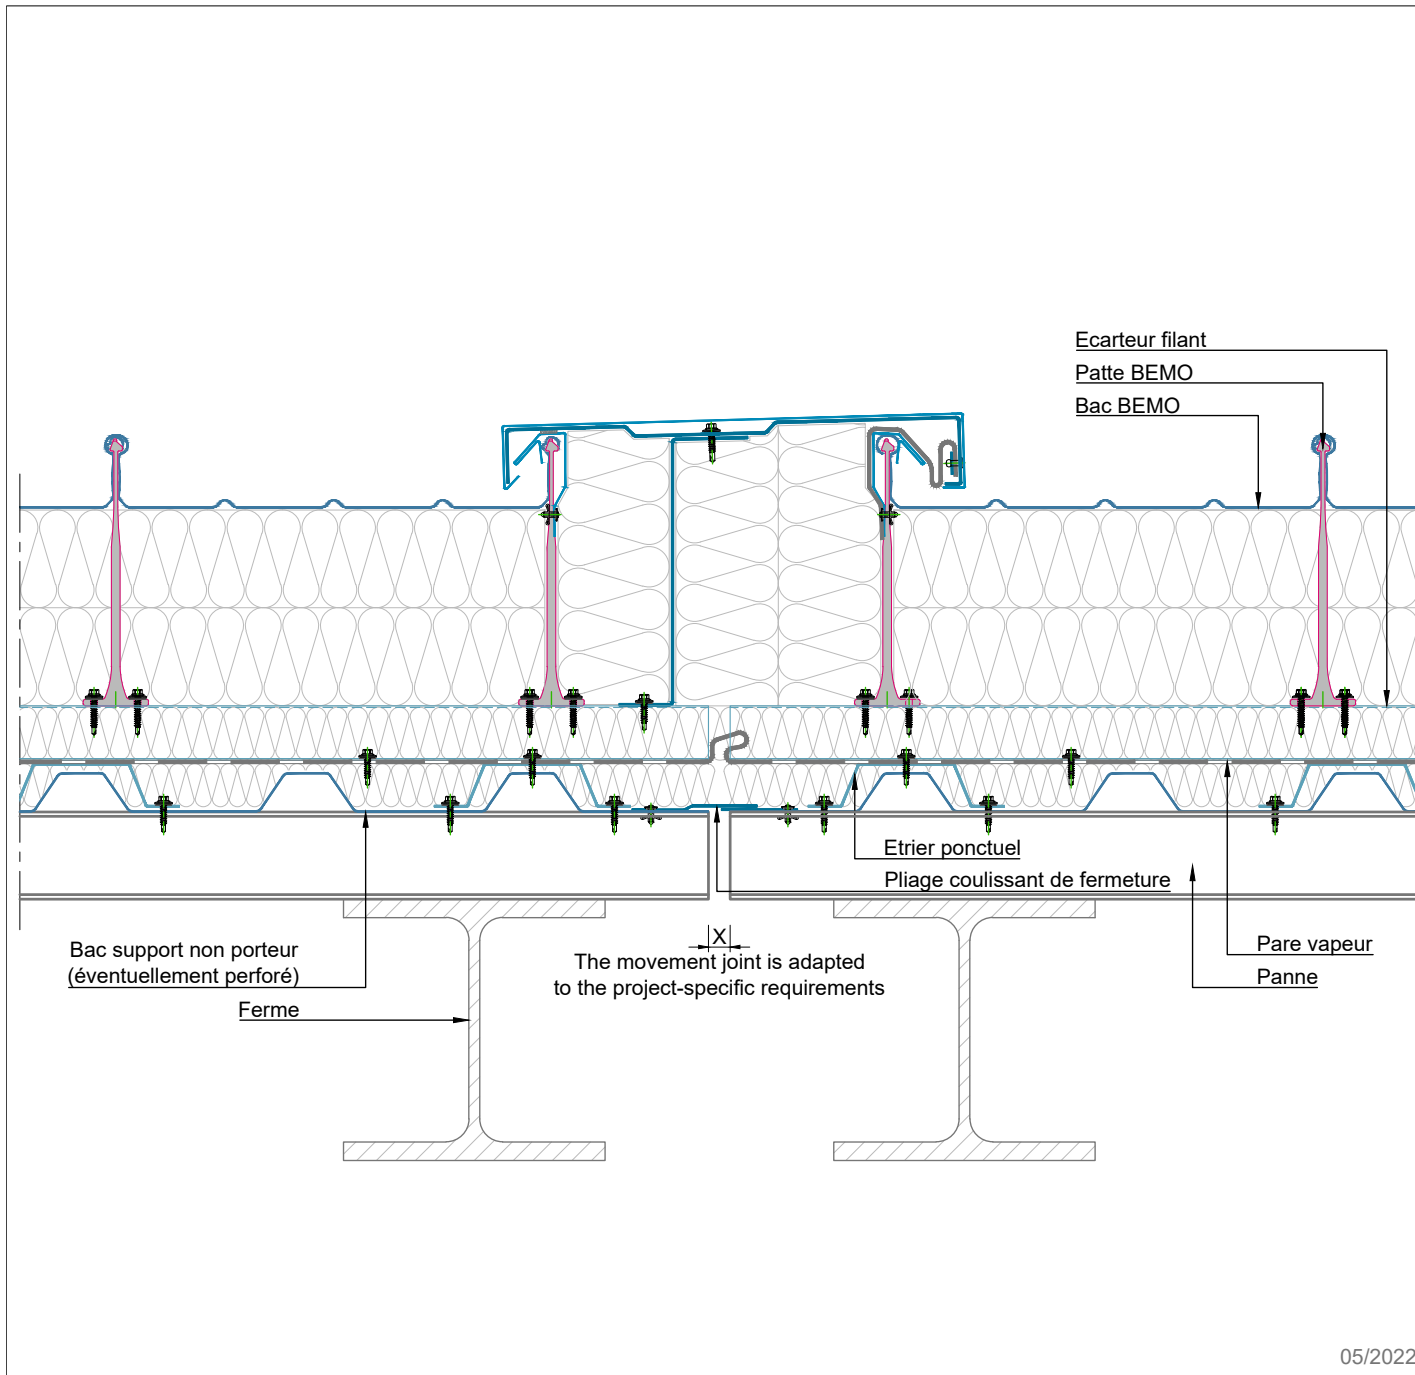 Ecarteur filant
Patte BEMO
Bac BEMO
Etrier ponctuel
Pliage coulissant de fermeture
Bac support non porteur
(éventuellement perforé)
Ferme
X
The movement joint is adapted
to the project-specific requirements
Pare vapeur
Panne
05/2022